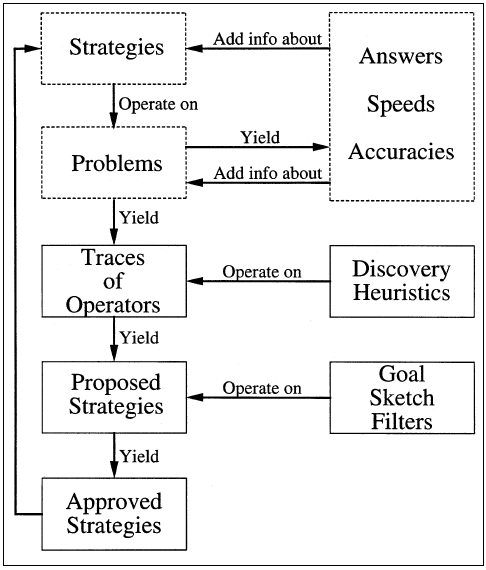 Strategies
Add info about
Answers
Operate on
Speeds
Problems
Yield
Accuracies
Add info about
Yield
Traces
of
Operators
Operate on
Discovery
Heuristics
Yield
Proposed
Strategies
Operate on
Goal
Sketch
Filters
Yield
Approved
Strategies